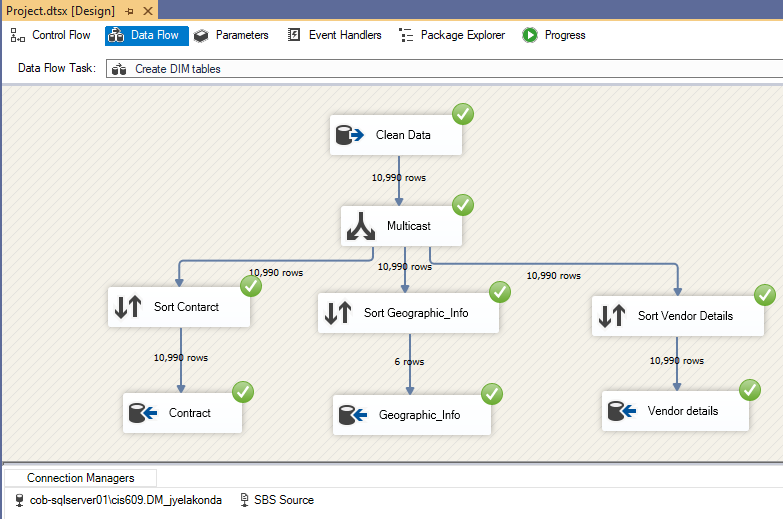 Project.dtsx [Design]
Control Flow
Data Flow
Parameters
Event Handlers
Package Explorer
Progress
Data Flow Task:
Create DIM tables
Clean Data
10,990 rows
Multicast
10,990 rows
10,990 rows
10,990 rows
Sort Contarct
Sort Geographic_Info
Sort Vendor Details
10,990 rows
6 rows
10,990 rows
Contract
Geographic_Info
Vendor details
Connection Managers
cob-sqlserver01\cis609.DM_jyelakonda
SBS Source